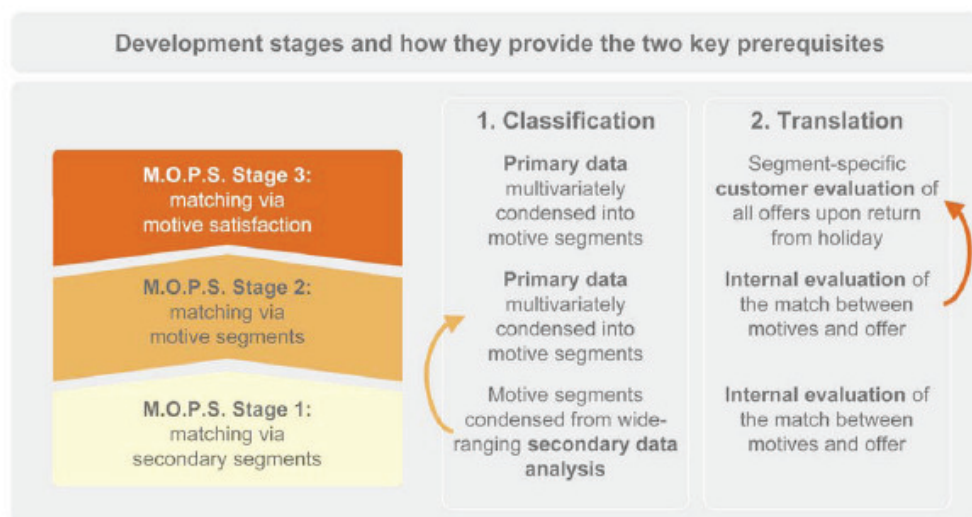 Development stages and how they provide the two key prerequisites
1. Classification
2. Translation
M.O.P.S. Stage 3:
matching via
motive satisfaction
Primary data
multivariately
condensed into
motive segments
Segment-specific
customer evaluation of
all offers upon return
from holiday
M.O.P.S. Stage 2:
matching via
motive segments
Primary data
multivariately
condensed into
motive segments
Internal evaluation of
the match between
motives and offer
M.O.P.S. Stage 1:
matching via
secondary segments
Motive segments
condensed from wide-
ranging secondary data
analysis
Internal evaluation of
the match between
motives and offer